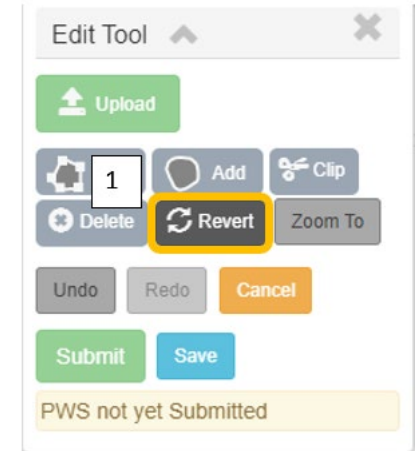 Edit Tool
Upload
1 Add Clip
Delete Revert Zoom To
Undo Redo Cancel
Submit Save
PWS not yet Submitted